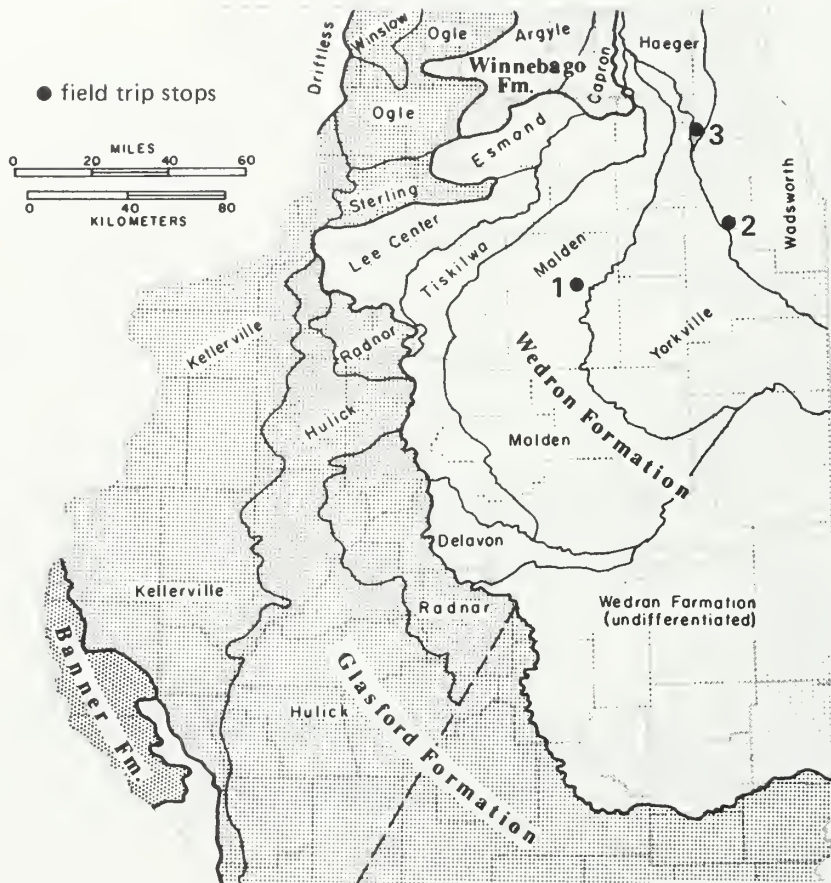 Driftless
Winslow
Ogle
Argyle
Capron
Haeger
Winnebago
Fm.
● field trip stops
Ogle
MILES
0 20 40 60
0 40 80
KILOMETERS
Esmond
3
Sterling
Wadsworth
2
Lee Center
Tiskilwa
Malden
1
Kellerville
Radnor
Yorkville
Wedron Formation
Hulick
Malden
Delavon
Kellerville
Radnar
Wedran Farmation
(undifferentiated)
Banner Fm.
Glasford Formation
Hulick